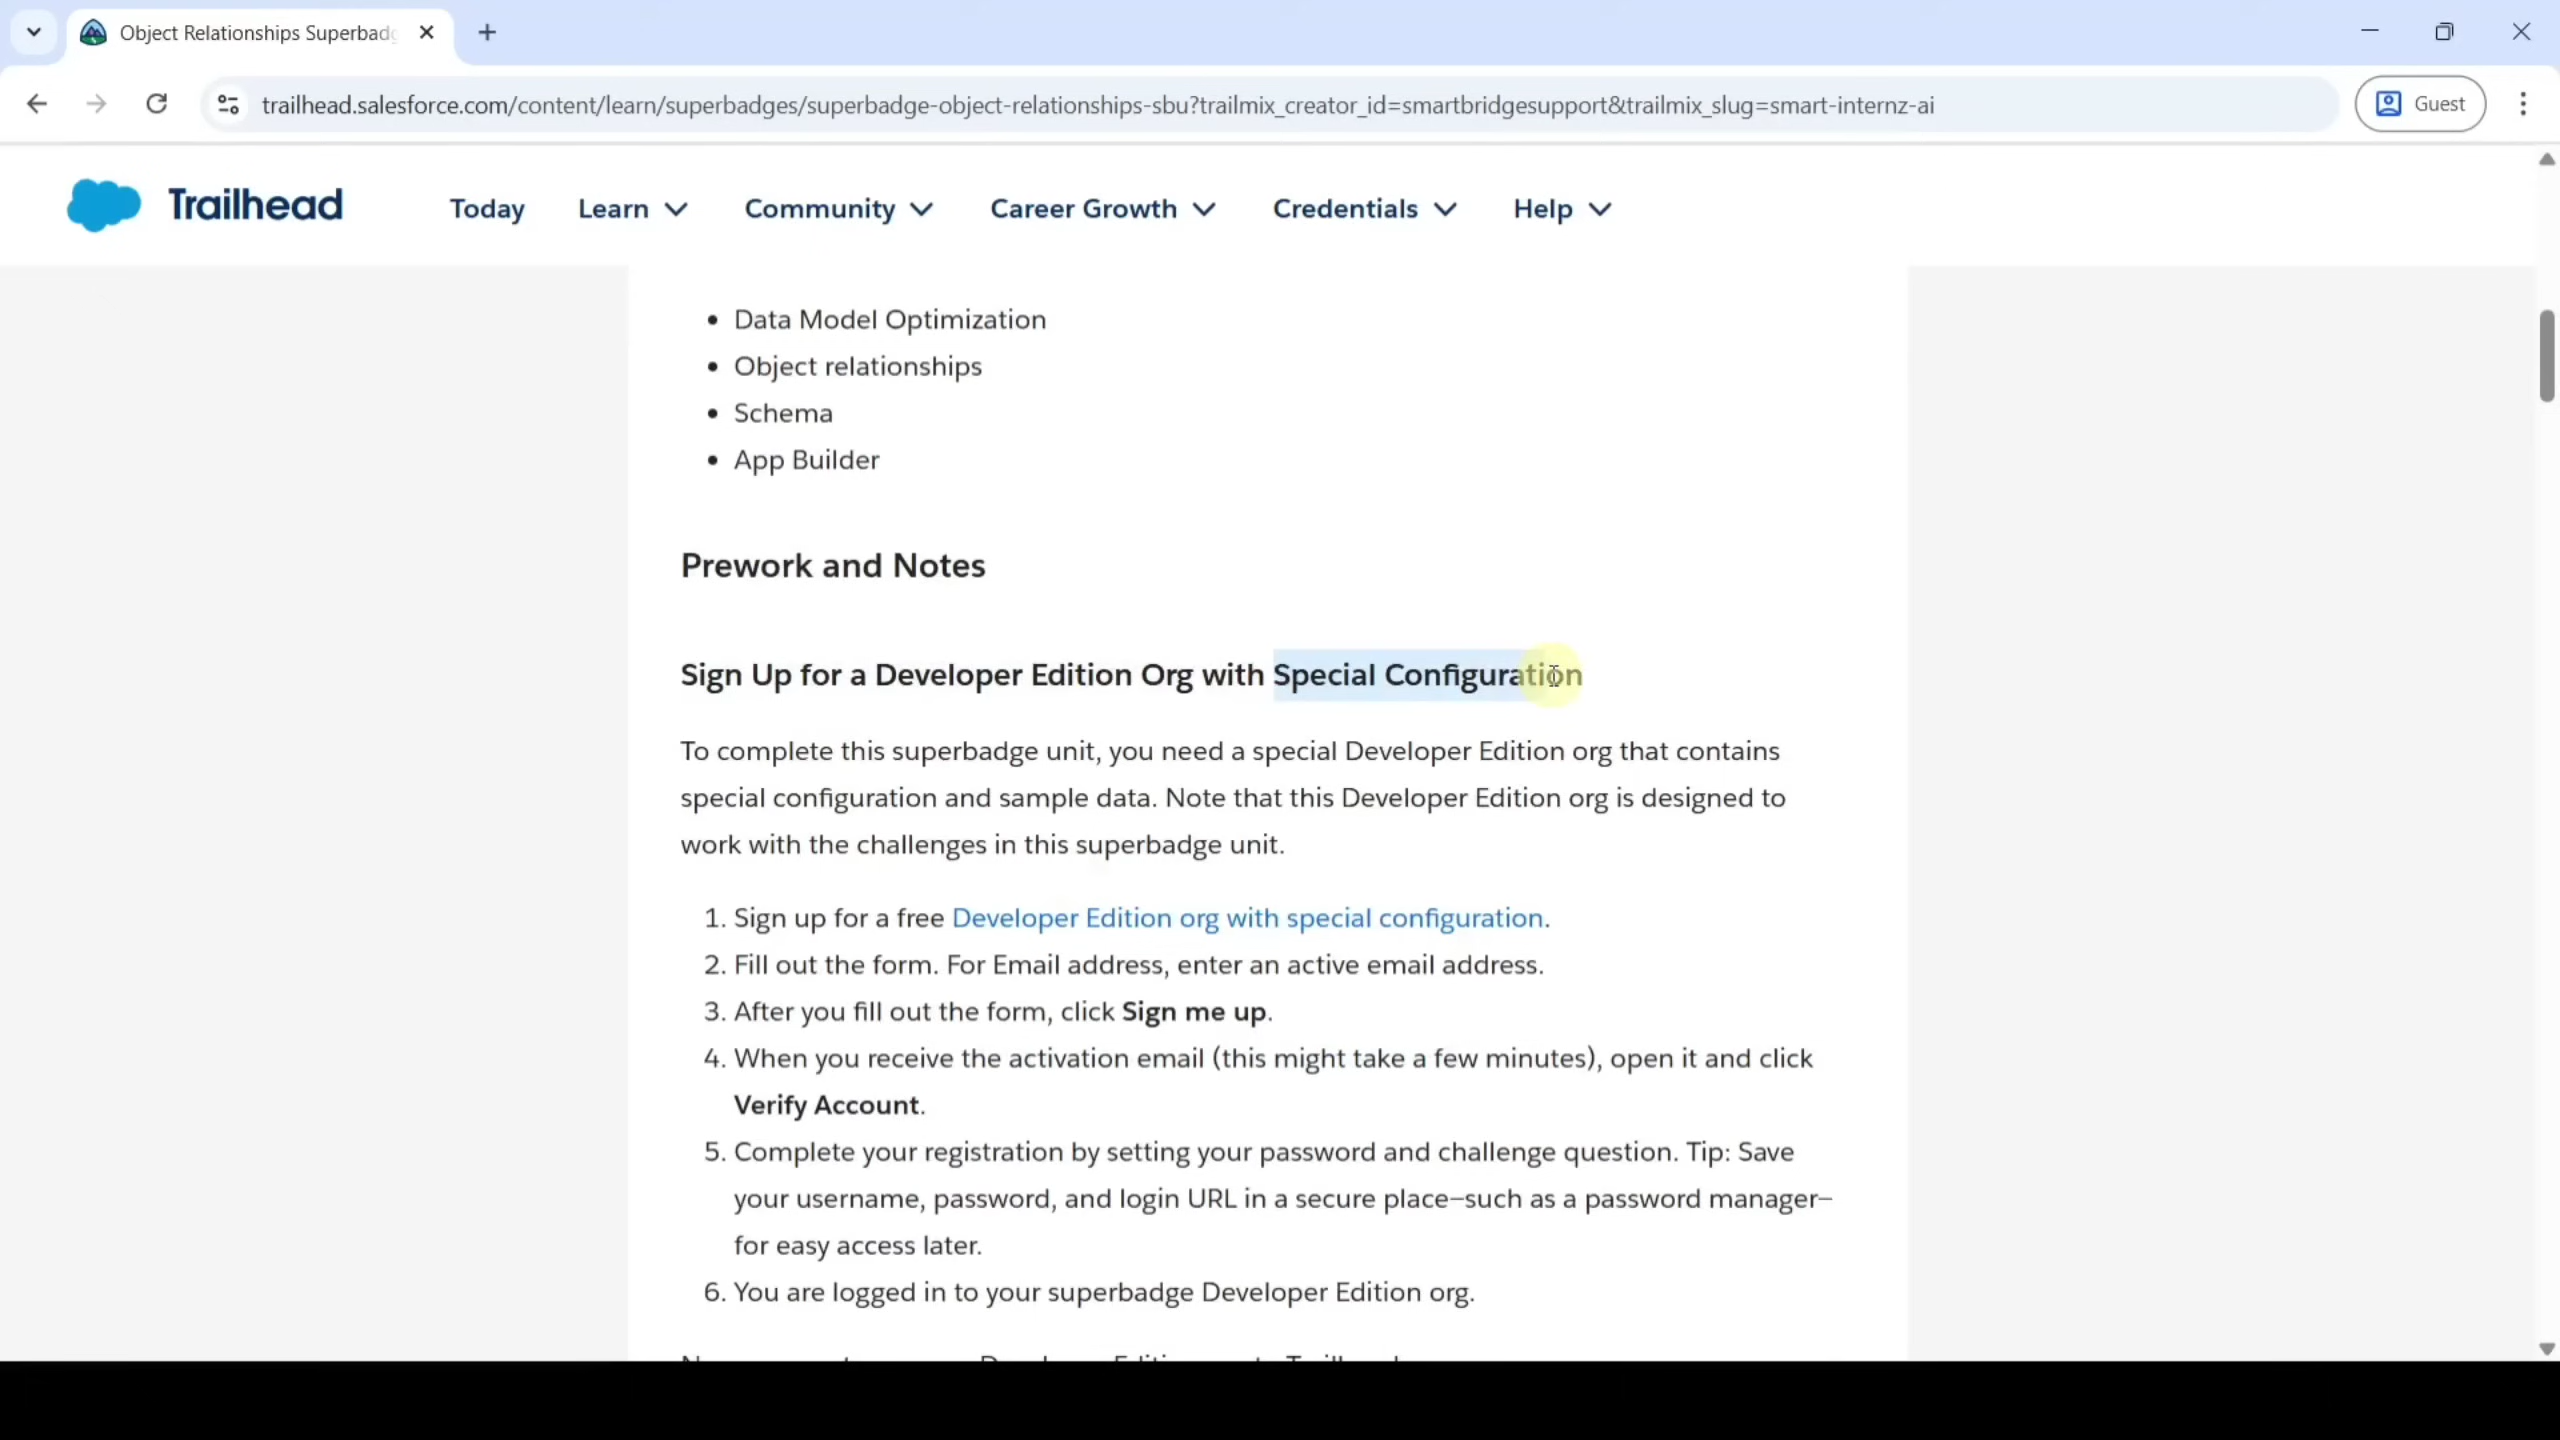 Object Relationships Superbadg
trailhead.salesforce.com/content/learn/superbadges/superbadge-object-relationships-sbu?trailmix_creator_id=smartbridgesupport&trailmix_slug=smart-internz-ai
Guest
Trailhead
Today
Learn
Community
Career Growth
Credentials
Help
• Data Model Optimization
• Object relationships
• Schema
• App Builder
Prework and Notes
Sign Up for a Developer Edition Org with Special Configuration
To complete this superbadge unit, you need a special Developer Edition org that contains
special configuration and sample data. Note that this Developer Edition org is designed to
work with the challenges in this superbadge unit.
1. Sign up for a free Developer Edition org with special configuration.
2. Fill out the form. For Email address, enter an active email address.
3. After you fill out the form, click Sign me up.
4. When you receive the activation email (this might take a few minutes), open it and click
Verify Account.
5. Complete your registration by setting your password and challenge question. Tip: Save
your username, password, and login URL in a secure place—such as a password manager—
for easy access later.
6. You are logged in to your superbadge Developer Edition org.